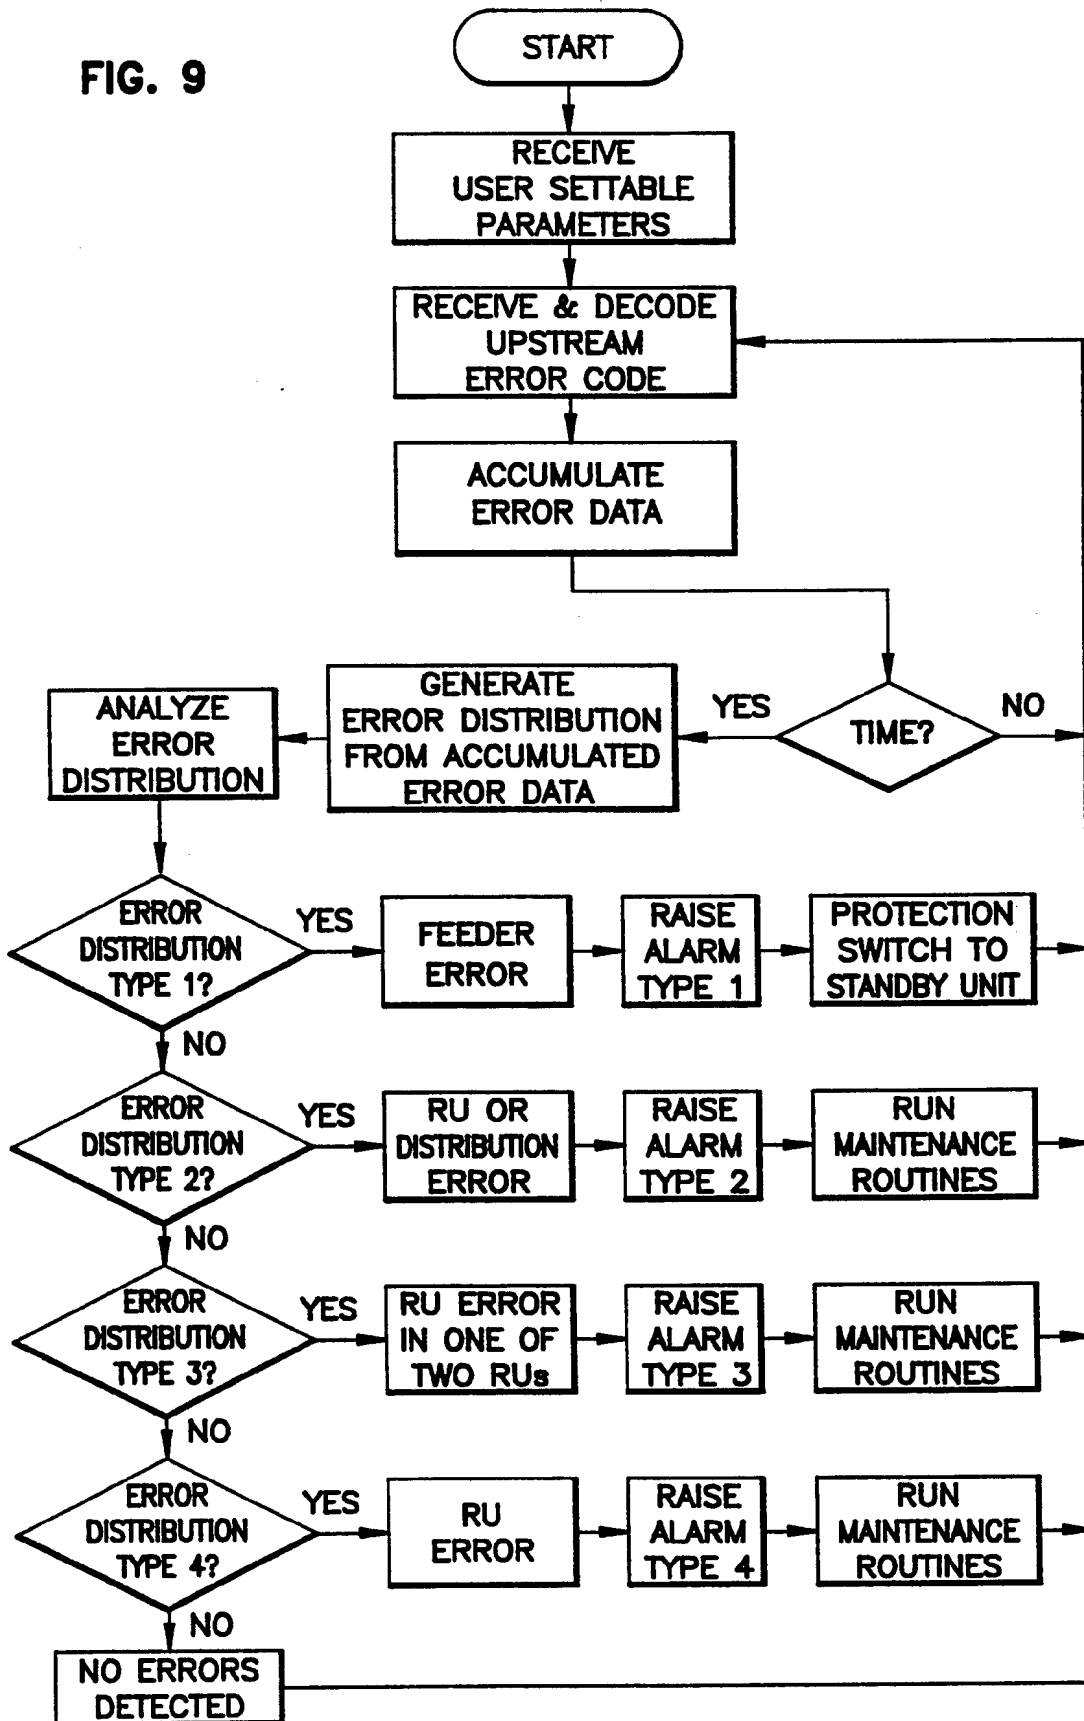 FIG. 9
START
RECEIVE
USER SETTABLE
PARAMETERS
RECEIVE & DECODE
UPSTREAM
ERROR CODE
ACCUMULATE
ERROR DATA
TIME?
YES
NO
GENERATE
ERROR DISTRIBUTION
FROM ACCUMULATED
ERROR DATA
ANALYZE
ERROR
DISTRIBUTION
ERROR
DISTRIBUTION
TYPE 1?
YES
FEEDER
ERROR
RAISE
ALARM
TYPE 1
PROTECTION
SWITCH TO
STANDBY UNIT
NO
ERROR
DISTRIBUTION
TYPE 2?
YES
RU OR
DISTRIBUTION
ERROR
RAISE
ALARM
TYPE 2
RUN
MAINTENANCE
ROUTINES
NO
ERROR
DISTRIBUTION
TYPE 3?
YES
RU ERROR
IN ONE OF
TWO RUs
RAISE
ALARM
TYPE 3
RUN
MAINTENANCE
ROUTINES
NO
ERROR
DISTRIBUTION
TYPE 4?
YES
RU
ERROR
RAISE
ALARM
TYPE 4
RUN
MAINTENANCE
ROUTINES
NO
NO ERRORS
DETECTED